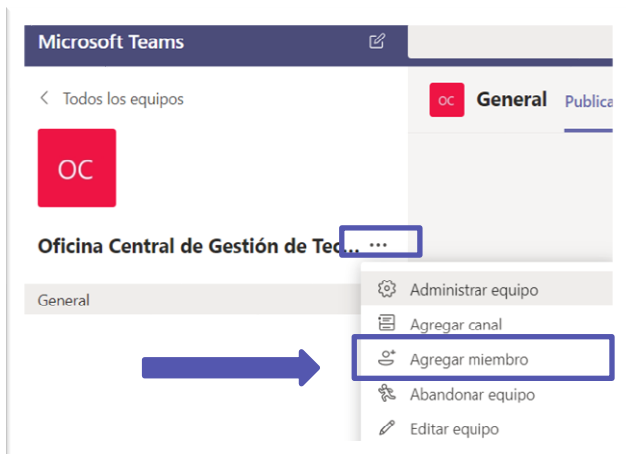 Microsoft Teams
Todos los equipos
OC
Oficina Central de Gestión de Tec... ...
General
OC General Publica
Administrar equipo
Agregar canal
Agregar miembro
Abandonar equipo
Editar equipo